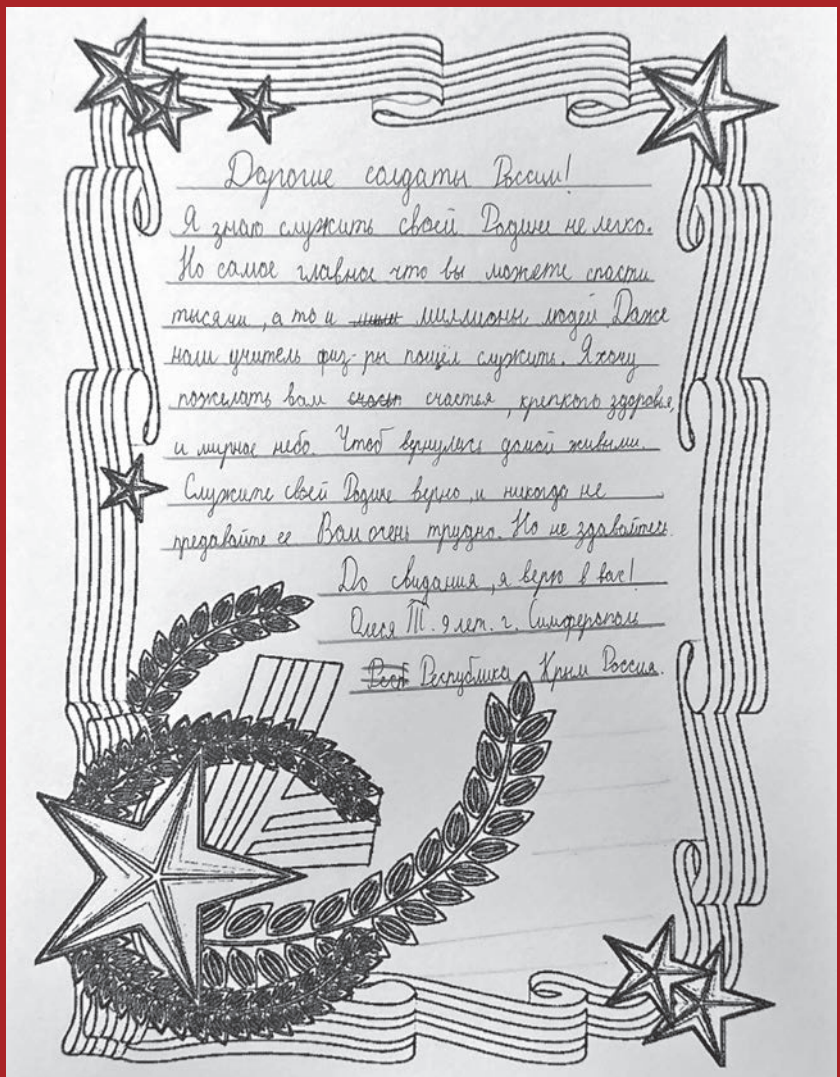 Дорогие солдаты России!
Я знаю служить своей Родине не легко.
Но самое главное что вы можете спасти
тысячи, а то и миллионы людей. Даже
наш учитель физ-ры пошёл служить. Я хочу
пожелать вам счастья, крепкого здоровья,
и мирное небо. Чтоб вернулись домой живыми.
Служите своей Родине верно, и никогда не
предавайте ее. Вам очень трудно. Но не здавайтесь.
До свидания, я верю в вас!
Олеся Т. 9 лет. г. Симферополь
Республика Крым Россия.